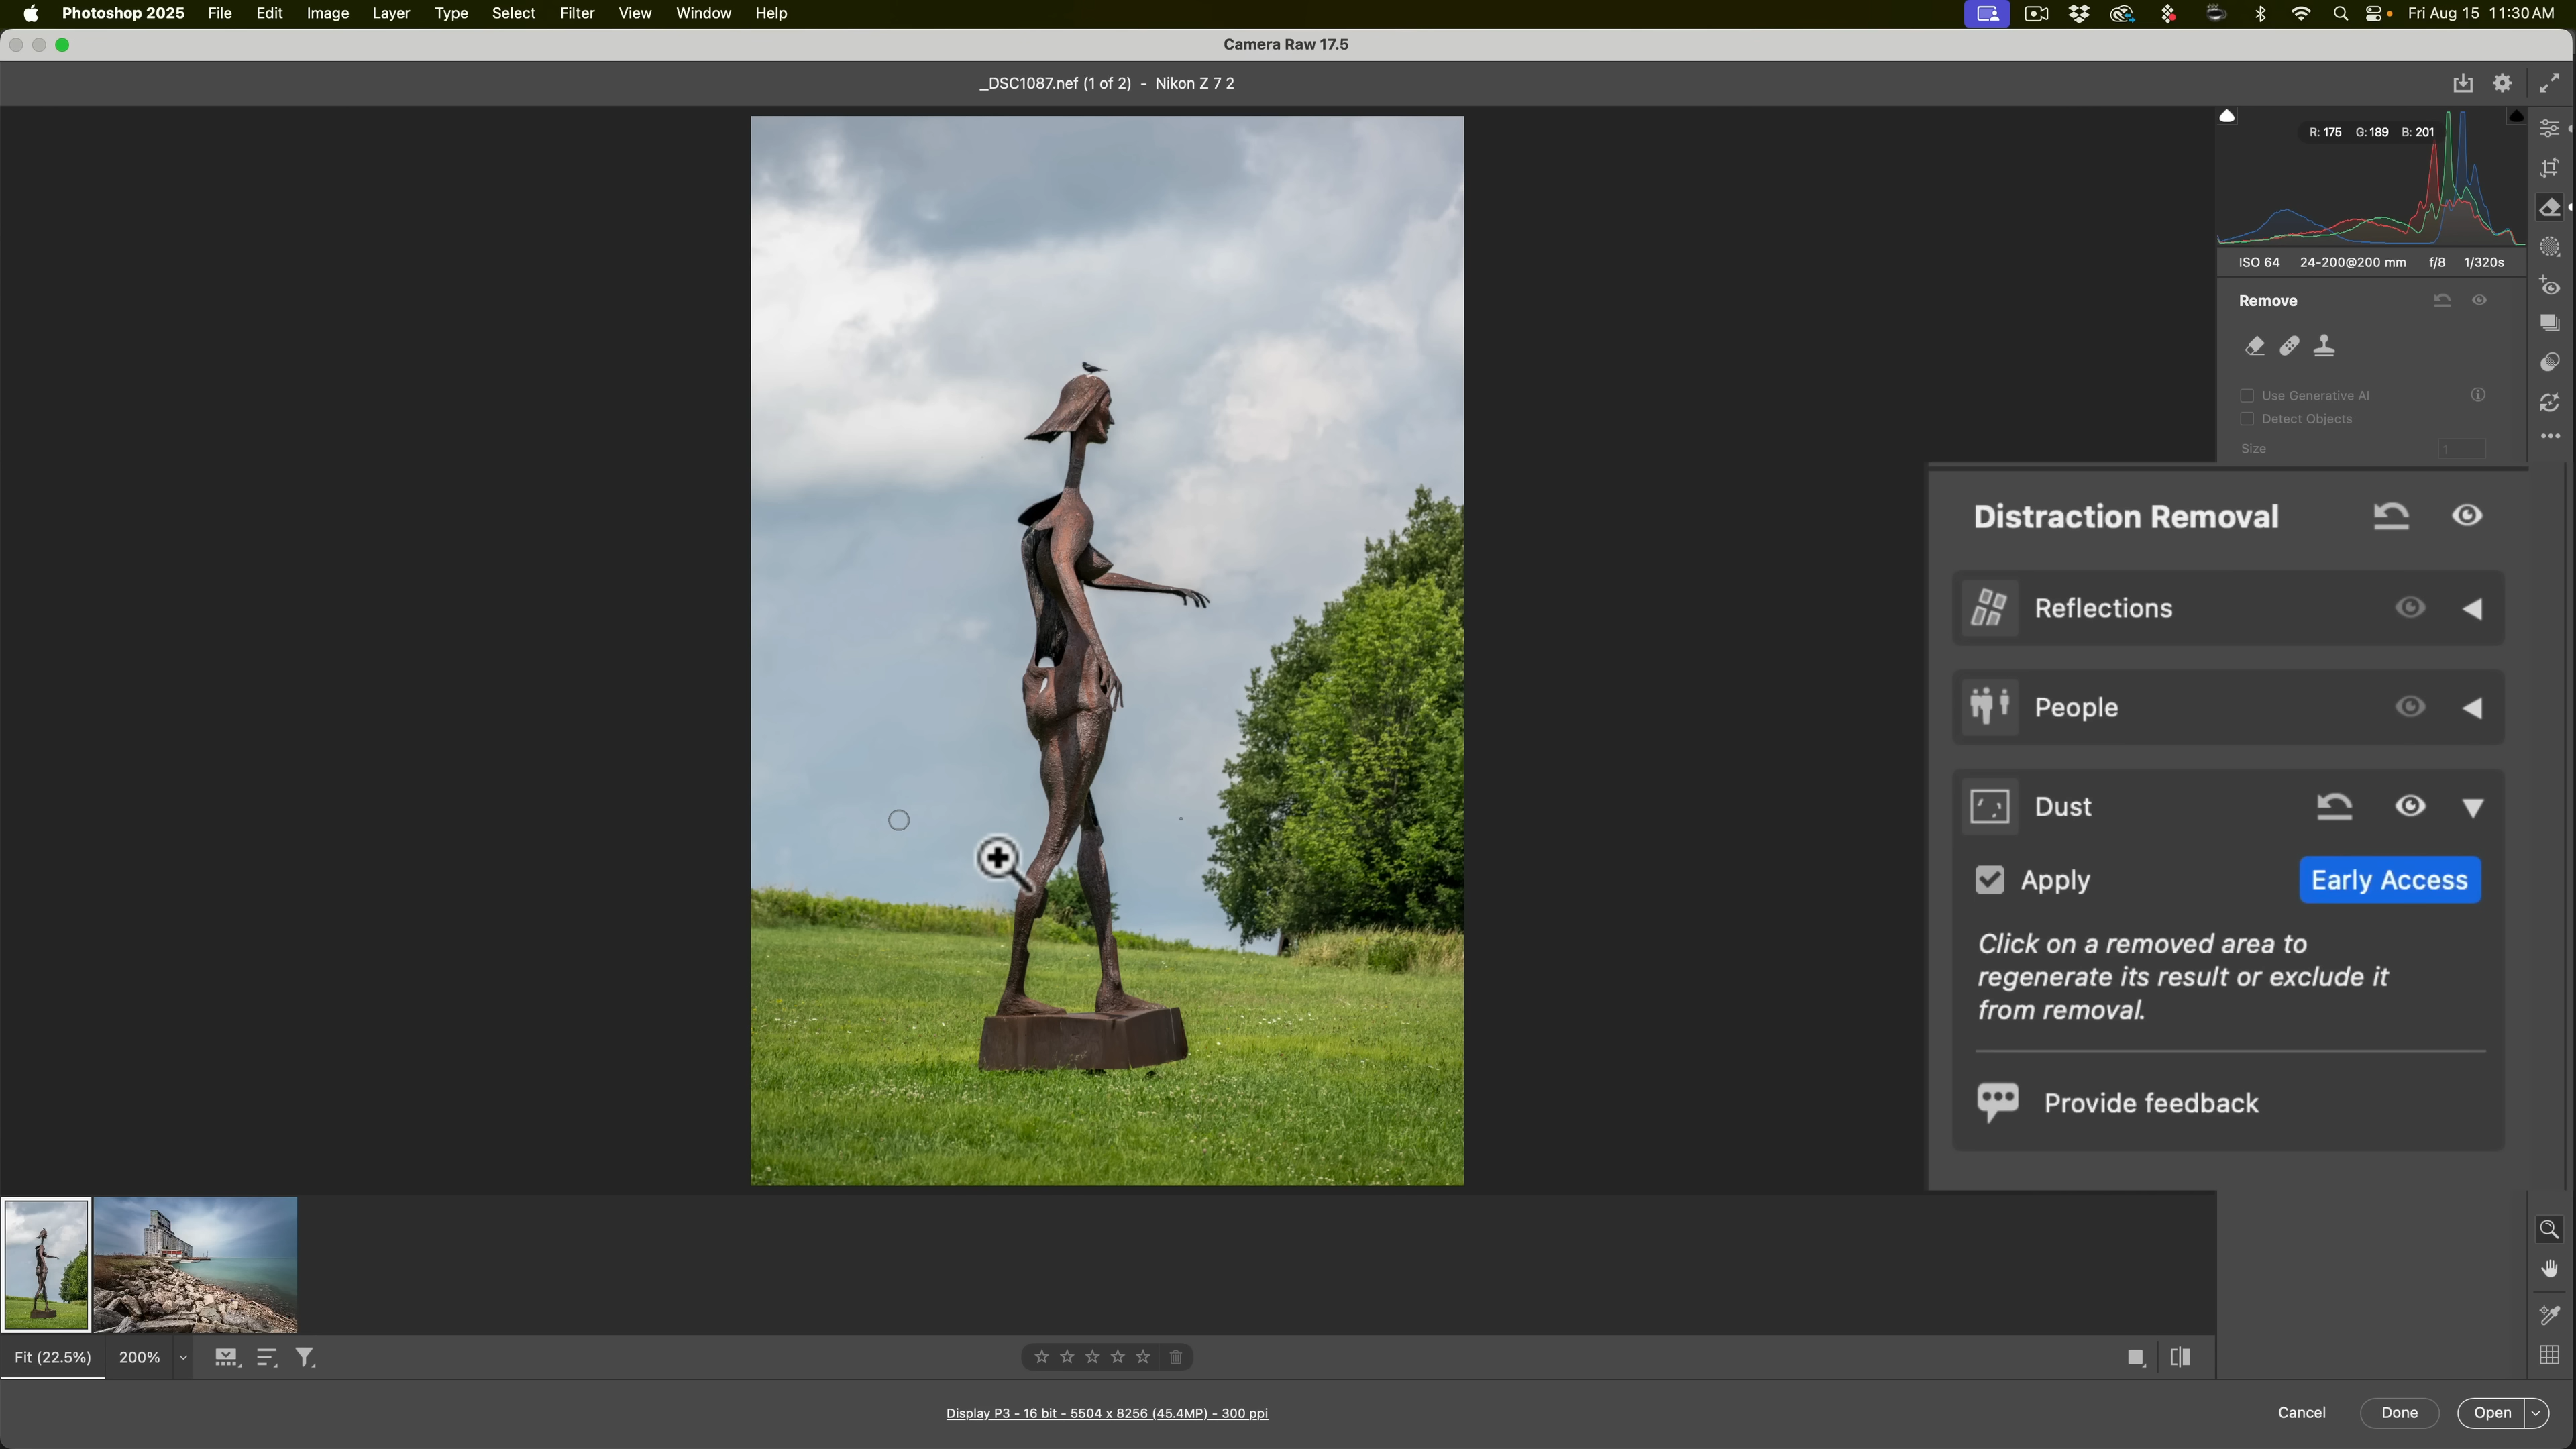 Photoshop 2025 File Edit Image Layer Type Select Filter View Window Help Fri Aug 15 11:30 AM
Camera Raw 17.5
_DSC1087.nef (1 of 2) - Nikon Z 7 2
R: 175 G: 189 B: 201
ISO 64 24-200@200 mm f/8 1/320s
Remove
Use Generative AI
Detect Objects
Size 1
Distraction Removal
Reflections
People
Dust
Apply Early Access
Click on a removed area to
regenerate its result or exclude it
from removal.
Provide feedback
Fit (22.5%) 200%
Display P3 - 16 bit - 5504 x 8256 (45.4MP) - 300 ppi
Cancel Done Open